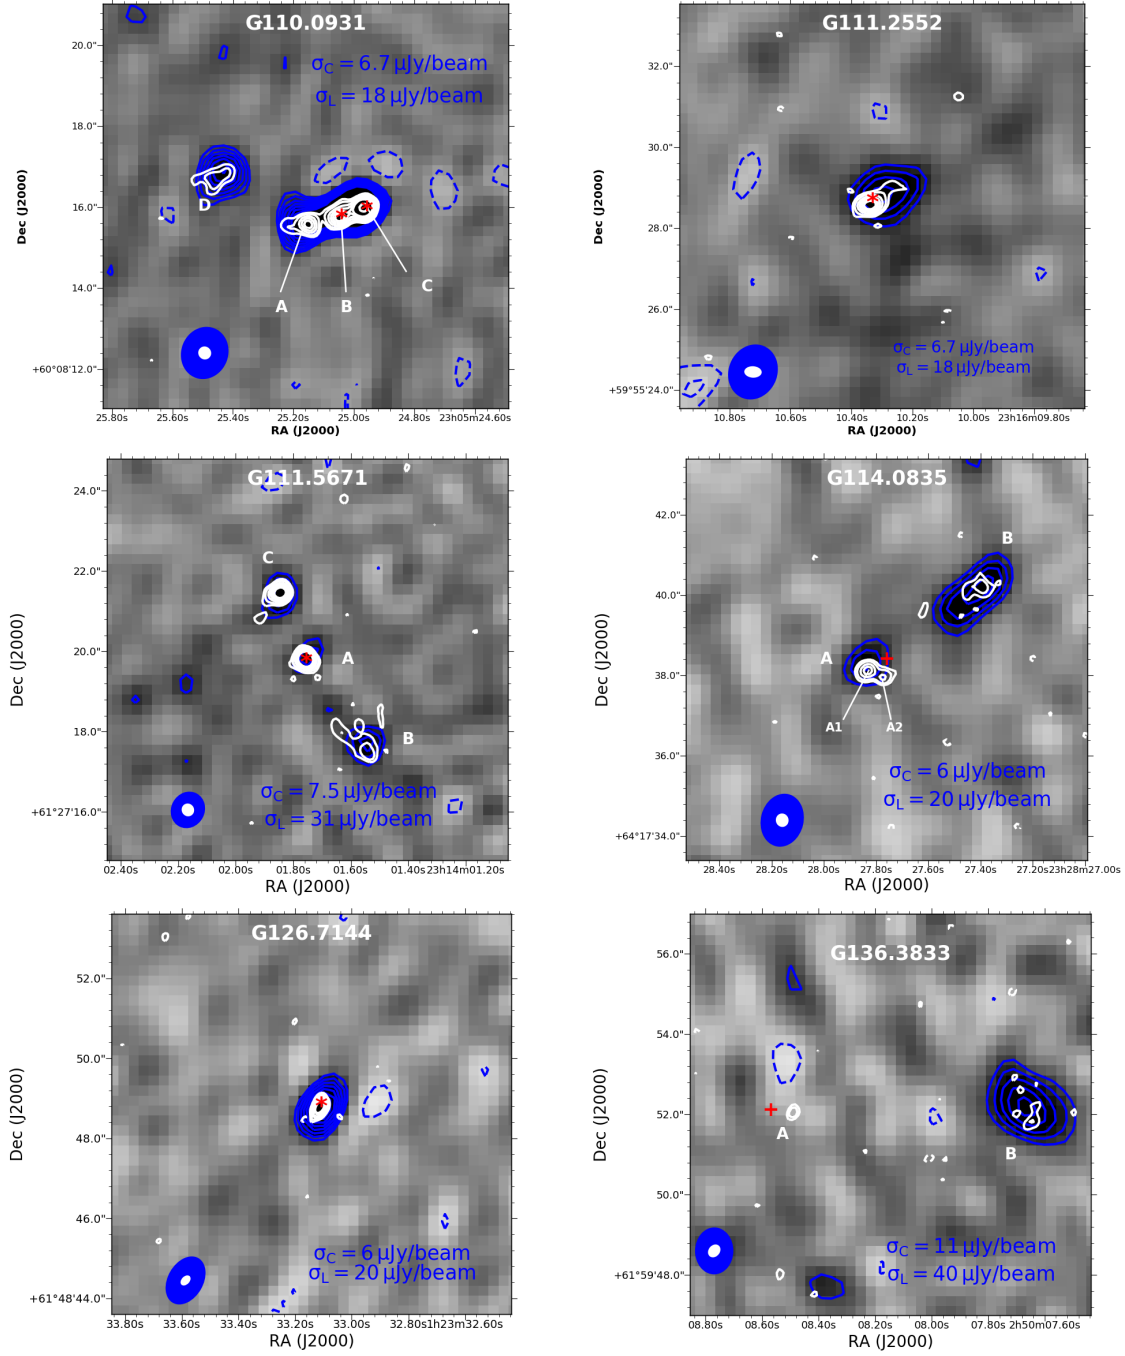 G110.0931
σC = 6.7 μJy/beam
σL = 18 μJy/beam
20.0"
18.0"
16.0"
14.0"
+60°08'12.0"
Dec (J2000)
D
A
B
C
25.80s 25.60s 25.40s 25.20s 25.00s 24.80s 23h05m24.60s
RA (J2000)
G111.2552
32.0"
30.0"
28.0"
26.0"
+59°55'24.0"
Dec (J2000)
σC = 6.7 μJy/beam
σL = 18 μJy/beam
10.80s 10.60s 10.40s 10.20s 10.00s 23h16m09.80s
RA (J2000)
G111.5671
24.0"
22.0"
20.0"
18.0"
+61°27'16.0"
Dec (J2000)
C
A
B
σC = 7.5 μJy/beam
σL = 31 μJy/beam
02.40s 02.20s 02.00s 01.80s 01.60s 01.40s 23h14m01.20s
RA (J2000)
G114.0835
42.0"
40.0"
38.0"
36.0"
+64°17'34.0"
Dec (J2000)
B
A
A1
A2
σC = 6 μJy/beam
σL = 20 μJy/beam
28.40s 28.20s 28.00s 27.80s 27.60s 27.40s 27.20s 23h28m27.00s
RA (J2000)
G126.7144
52.0"
50.0"
48.0"
46.0"
+61°48'44.0"
Dec (J2000)
σC = 6 μJy/beam
σL = 20 μJy/beam
33.80s 33.60s 33.40s 33.20s 33.00s 32.80s 1h23m32.60s
RA (J2000)
G136.3833
56.0"
54.0"
52.0"
50.0"
+61°59'48.0"
Dec (J2000)
A
B
σC = 11 μJy/beam
σL = 40 μJy/beam
08.80s 08.60s 08.40s 08.20s 08.00s 07.80s 2h50m07.60s
RA (J2000)